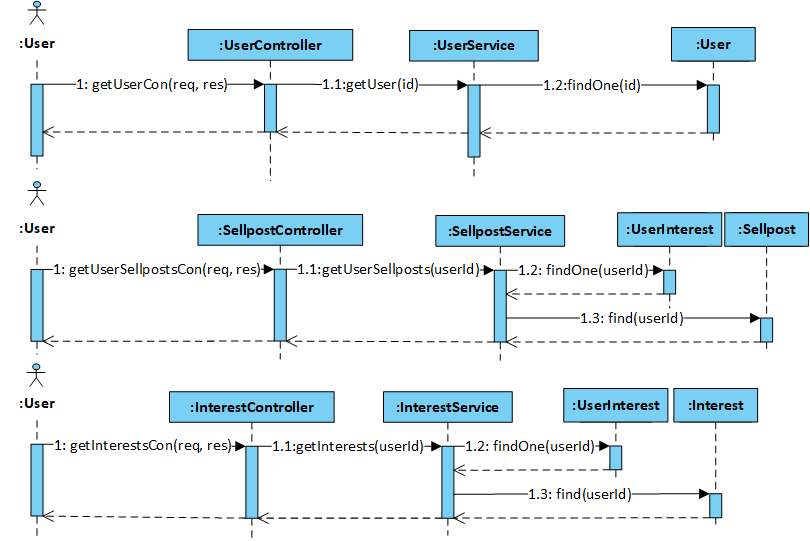 :User
:UserController
:UserService
:User
1: getUserCon(req, res)
1.1:getUser(id)
1.2:findOne(id)
:User
:SellpostController
:SellpostService
:UserInterest
:Sellpost
1: getUserSellpostsCon(req, res)
1.1:getUserSellposts(userId)
1.2: findOne(userId)
1.3: find(userId)
:User
:InterestController
:InterestService
:UserInterest
:Interest
1: getInterestsCon(req, res)
1.1:getInterests(userId)
1.2: findOne(userId)
1.3: find(userId)